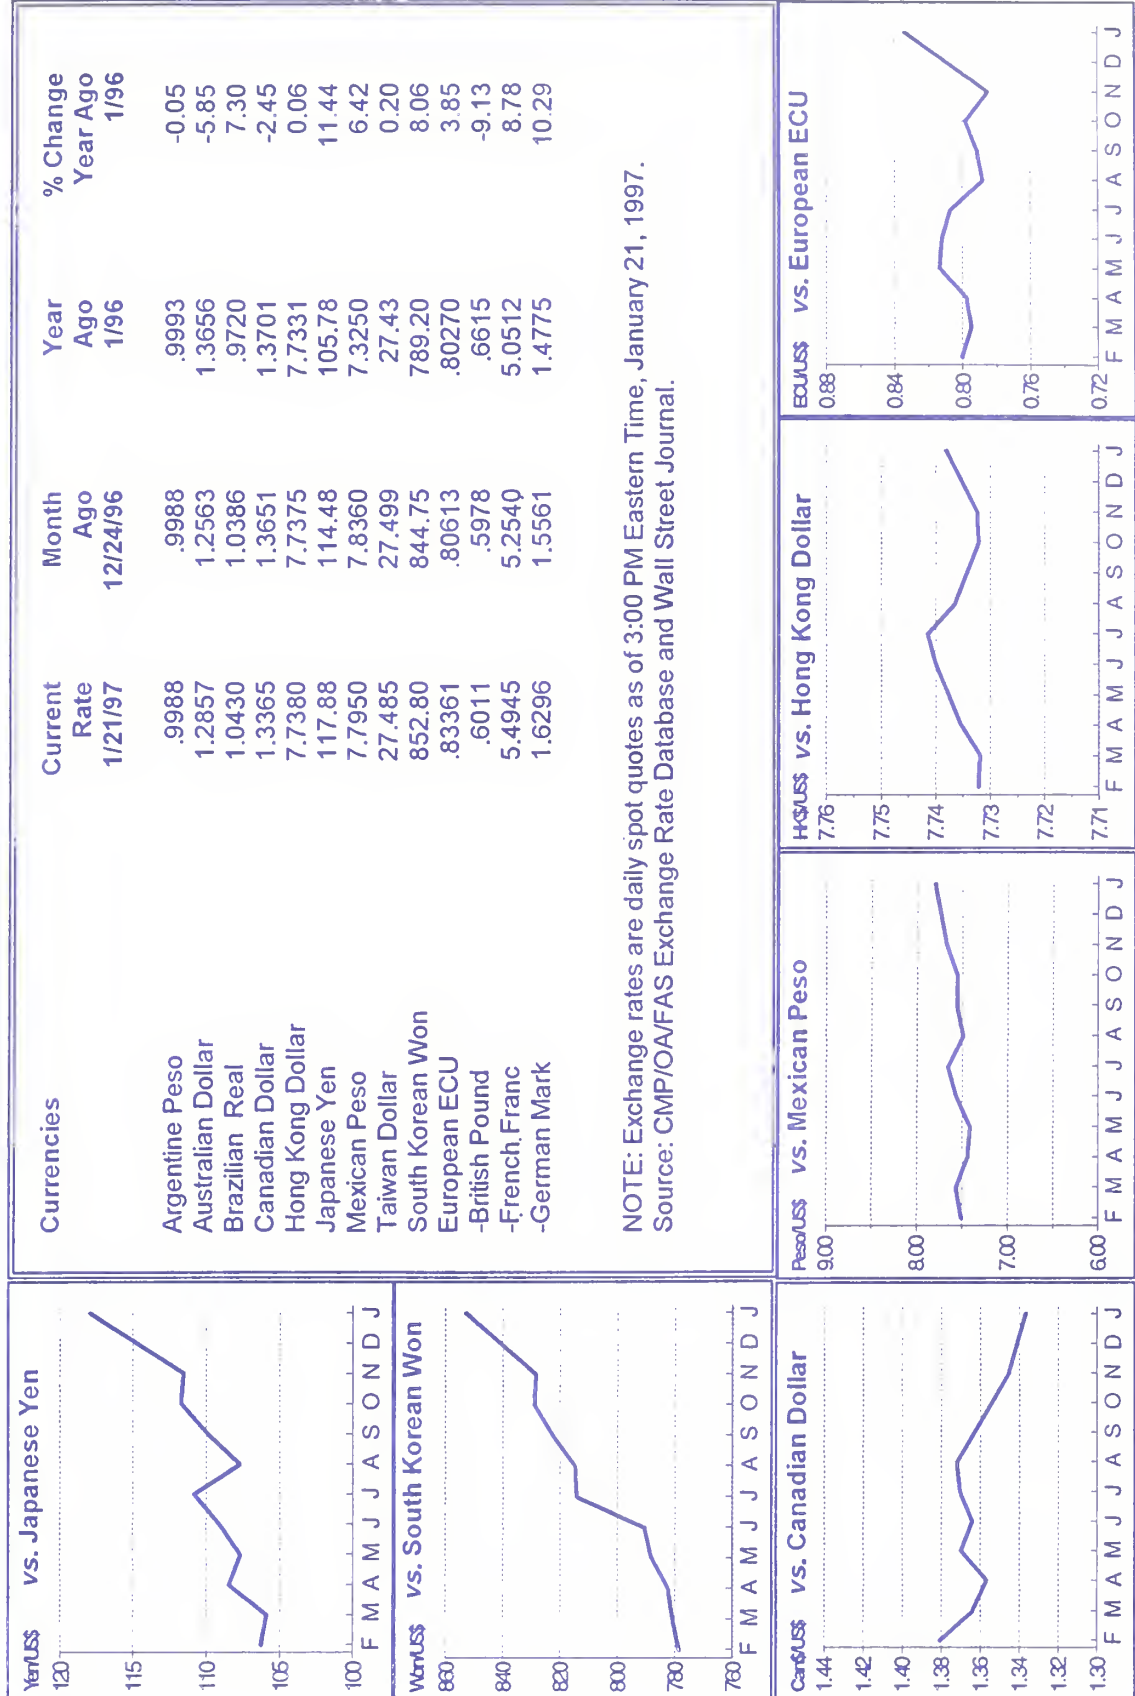 Currencies Current Month Year % Change
Rate Ago Ago Year Ago
1/21/97 12/24/96 1/96 1/96
Argentine Peso .9988 .9988 .9993 -0.05
Australian Dollar 1.2857 1.2563 1.3656 -5.85
Brazilian Real 1.0430 1.0386 .9720 7.30
Canadian Dollar 1.3365 1.3651 1.3701 -2.45
Hong Kong Dollar 7.7380 7.7375 7.7331 0.06
Japanese Yen 117.88 114.48 105.78 11.44
Mexican Peso 7.7950 7.8360 7.3250 6.42
Taiwan Dollar 27.485 27.499 27.43 0.20
South Korean Won 852.80 844.75 789.20 8.06
European ECU .83361 .80613 .80270 3.85
-British Pound .6011 .5978 .6615 -9.13
-French Franc 5.4945 5.2540 5.0512 8.78
-German Mark 1.6296 1.5561 1.4775 10.29
NOTE: Exchange rates are daily spot quotes as of 3:00 PM Eastern Time, January 21, 1997.
Source: CMP/OA/FAS Exchange Rate Database and Wall Street Journal.
Yen/US$ vs. Japanese Yen
120
115
110
105
100
F M A M J J A S O N D J
Won/US$ vs. South Korean Won
860
840
820
800
780
760
F M A M J J A S O N D J
Can$/US$ vs. Canadian Dollar
1.44
1.42
1.40
1.38
1.36
1.34
1.30
F M A M J J A S O N D J
Peso/US$ vs. Mexican Peso
9.00
8.00
7.00
6.00
F M A M J J A S O N D J
HK$/US$ vs. Hong Kong Dollar
7.76
7.75
7.74
7.73
7.72
7.71
F M A M J J A S O N D J
ECU/US$ vs. European ECU
0.88
0.84
0.80
0.76
0.72
F M A M J J A S O N D J